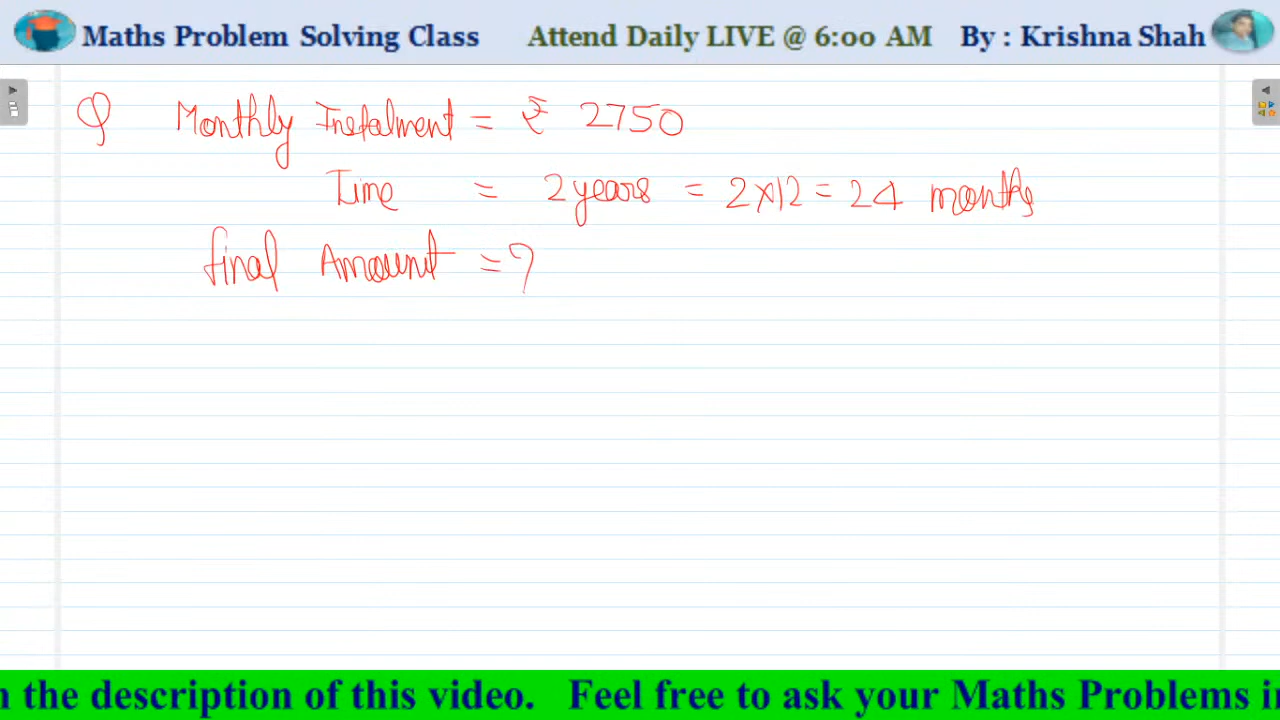 Maths Problem Solving Class Attend Daily LIVE @ 6:00 AM By : Krishna Shah
Q Monthly Instalment = ₹ 2750
Time = 2 years = 2×12 = 24 months
Final Amount = ?
n the description of this video. Feel free to ask your Maths Problems in